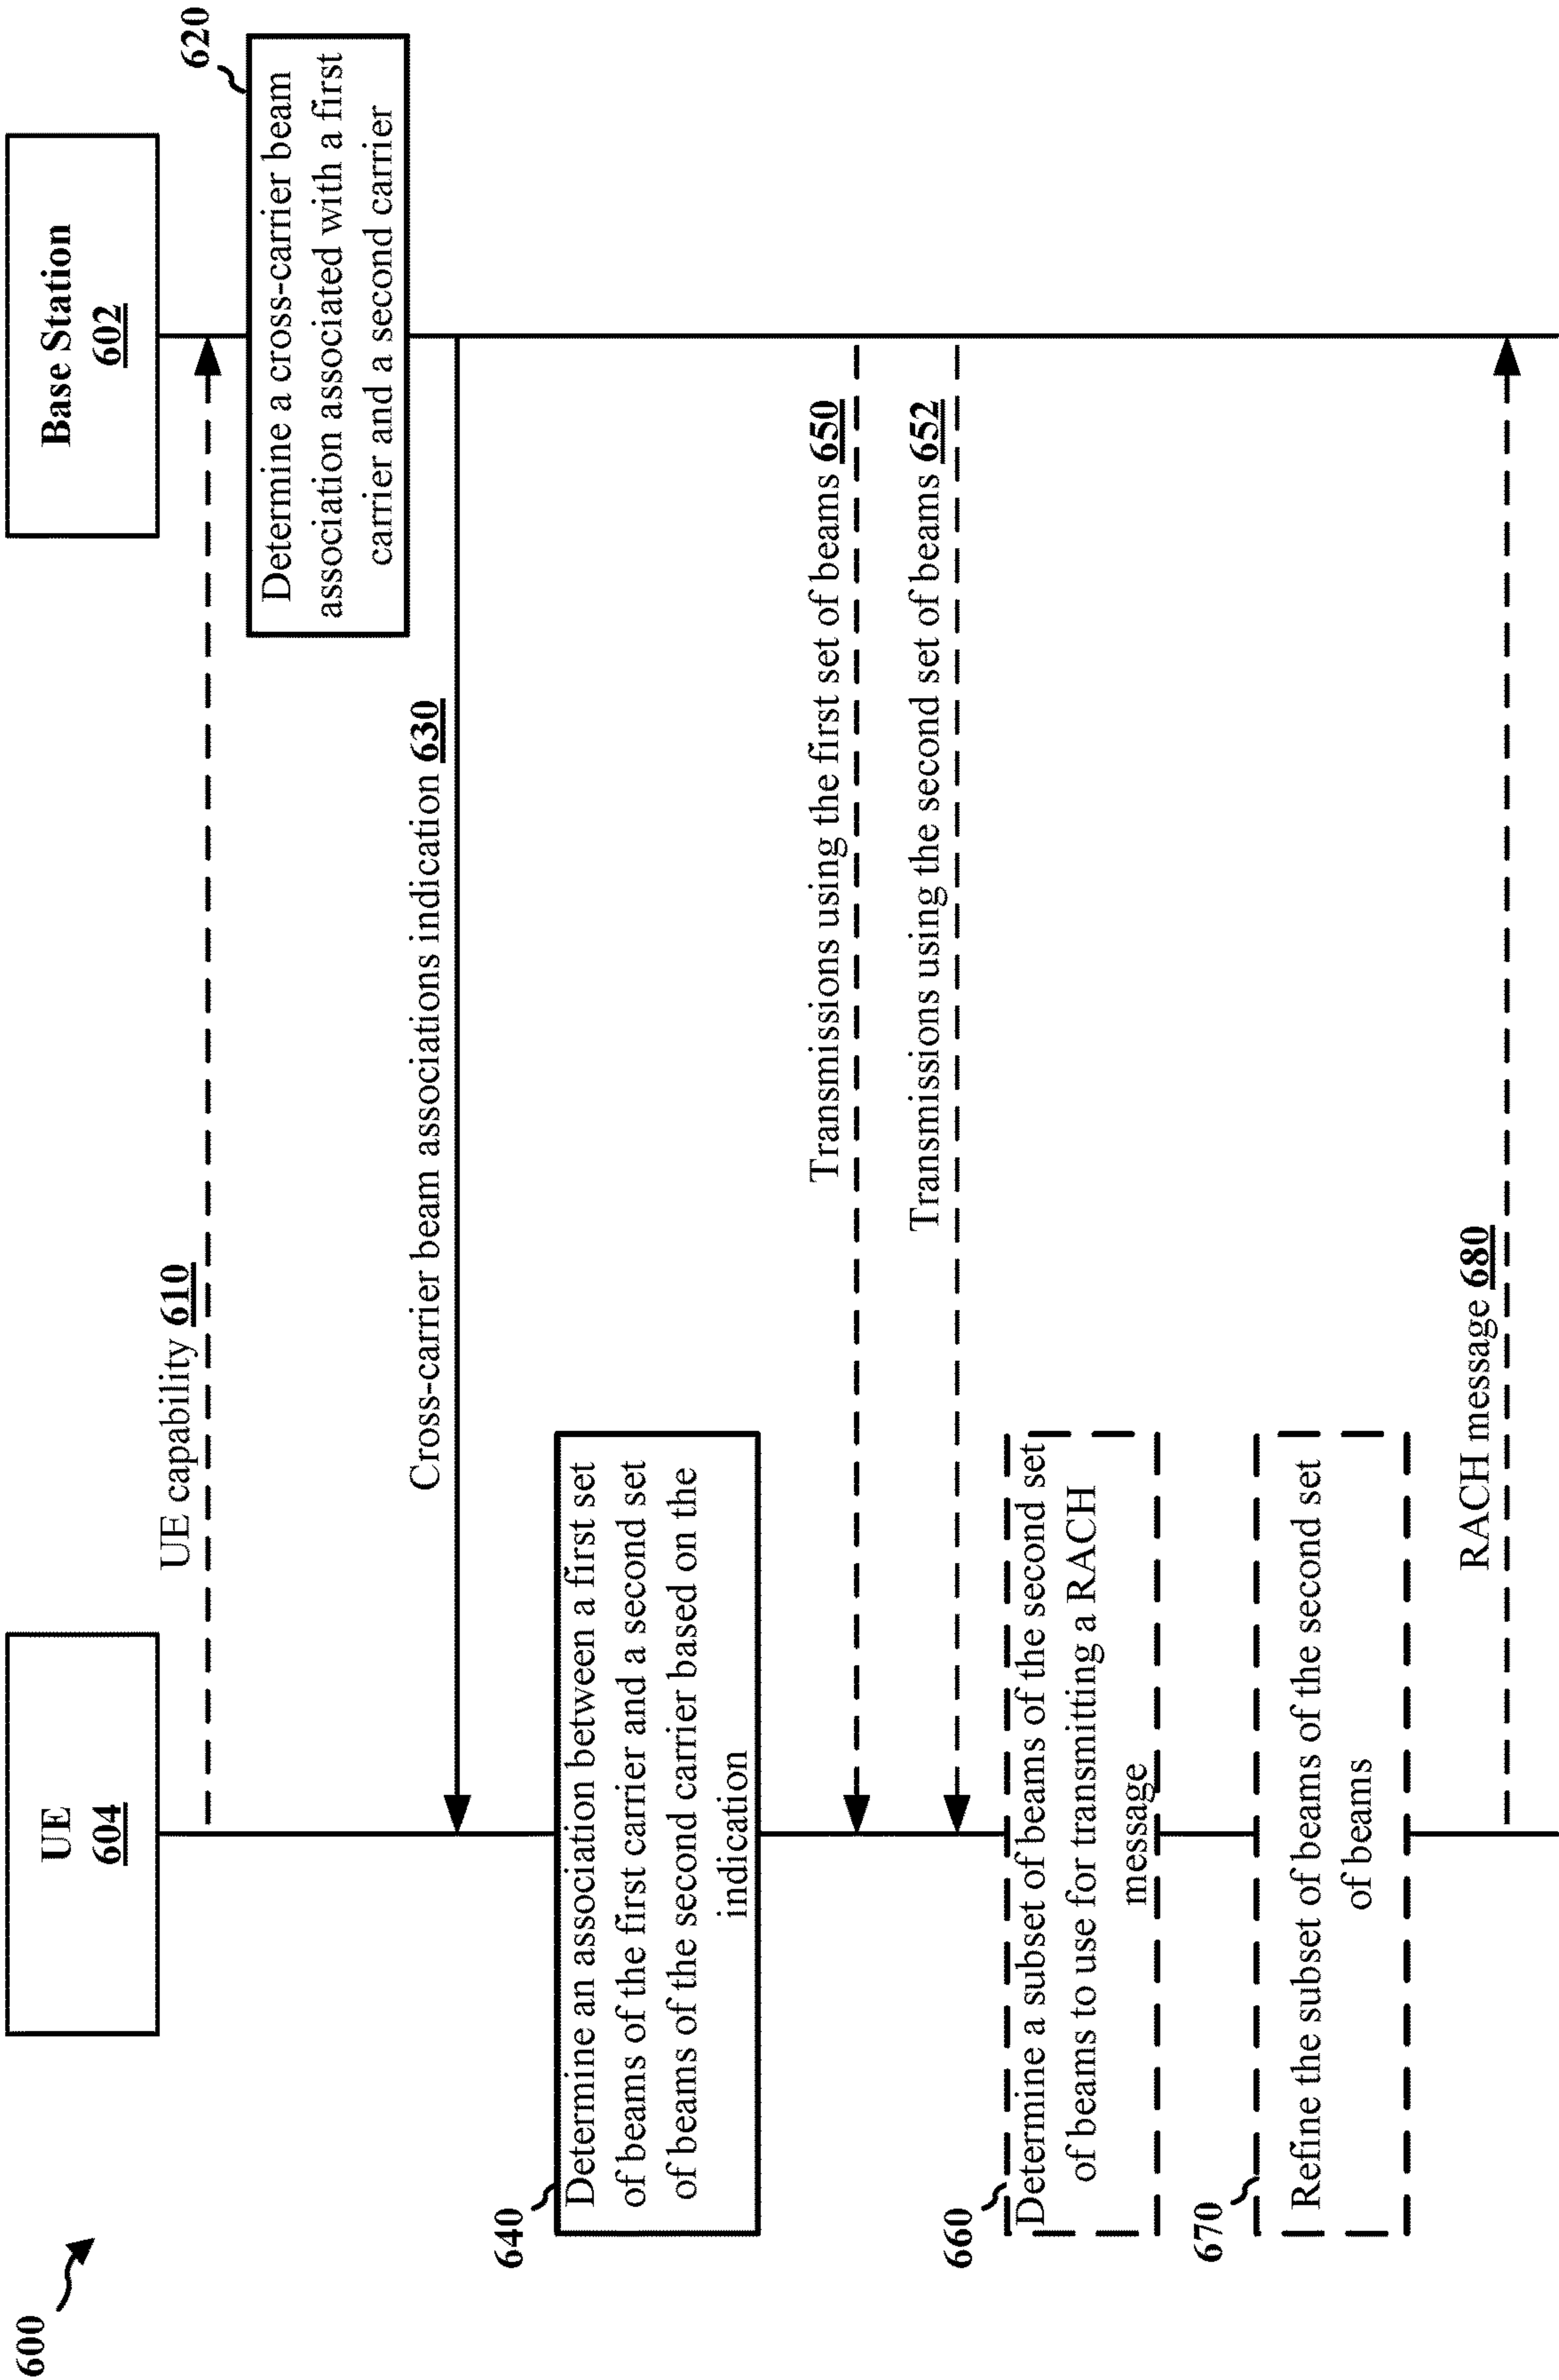 600
UE
604
Base Station
602
UE capability 610
620
Determine a cross-carrier beam
association associated with a first
carrier and a second carrier
Cross-carrier beam associations indication 630
640
Determine an association between a first set
of beams of the first carrier and a second set
of beams of the second carrier based on the
indication
Transmissions using the first set of beams 650
Transmissions using the second set of beams 652
660
Determine a subset of beams of the second set
of beams to use for transmitting a RACH
message
670
Refine the subset of beams of the second set
of beams
RACH message 680